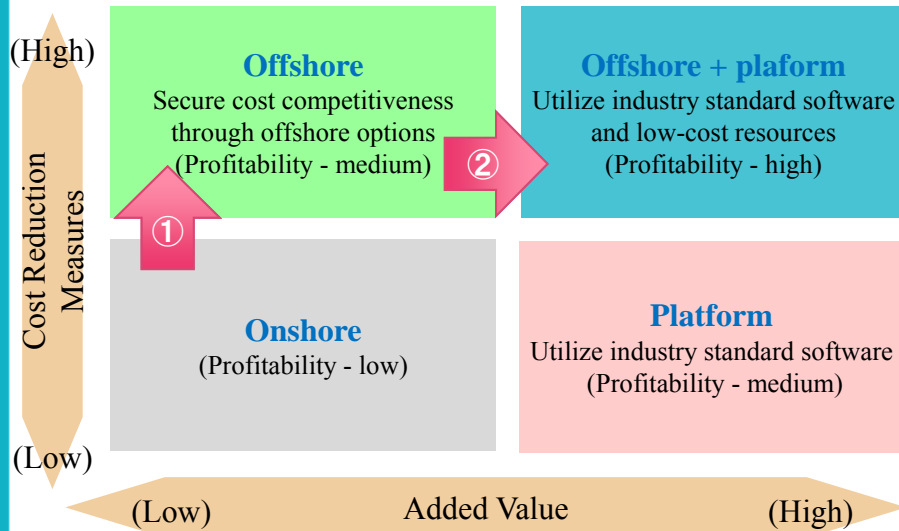 (High)
Cost Reduction
Measures
(Low)
Offshore
Secure cost competitiveness
through offshore options
(Profitability - medium)
①
②
Offshore + plaform
Utilize industry standard software
and low-cost resources
(Profitability - high)
Onshore
(Profitability - low)
Platform
Utilize industry standard software
(Profitability - medium)
(Low)
Added Value
(High)